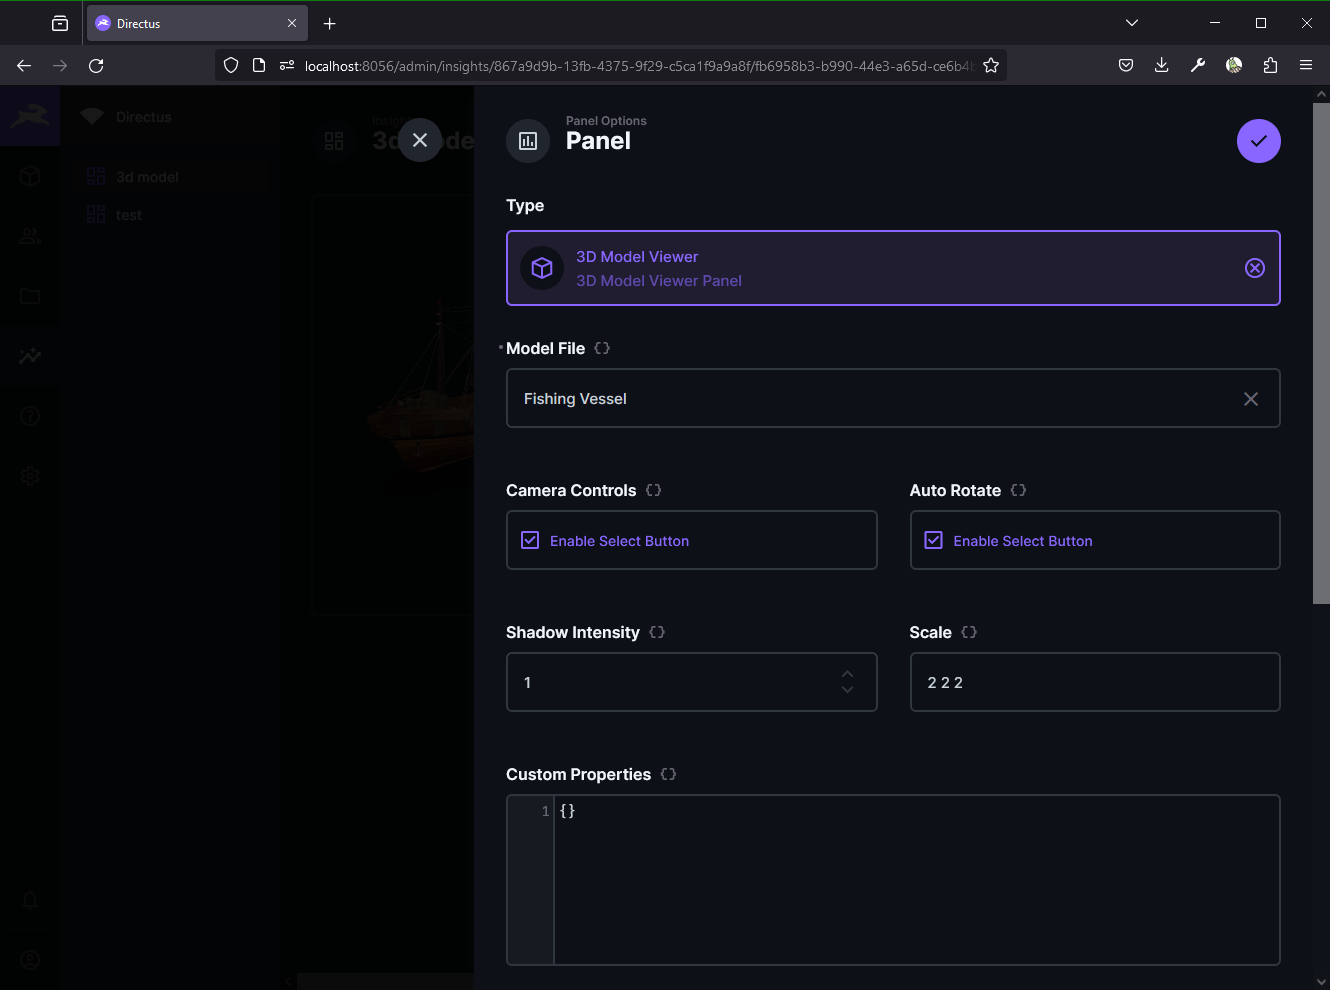 Directus
localhost:8056/admin/insights/867a9d9b-13fb-4375-9f29-c5ca1f9a9a8f/fb6958b3-b990-44e3-a65d-ce6b4b
Directus
3d model
test
Insights
3d Mode
Panel Options
Panel
Type
3D Model Viewer
3D Model Viewer Panel
Model File
Fishing Vessel
Camera Controls
Auto Rotate
Enable Select Button
Enable Select Button
Shadow Intensity
Scale
1
2 2 2
Custom Properties
1 {}